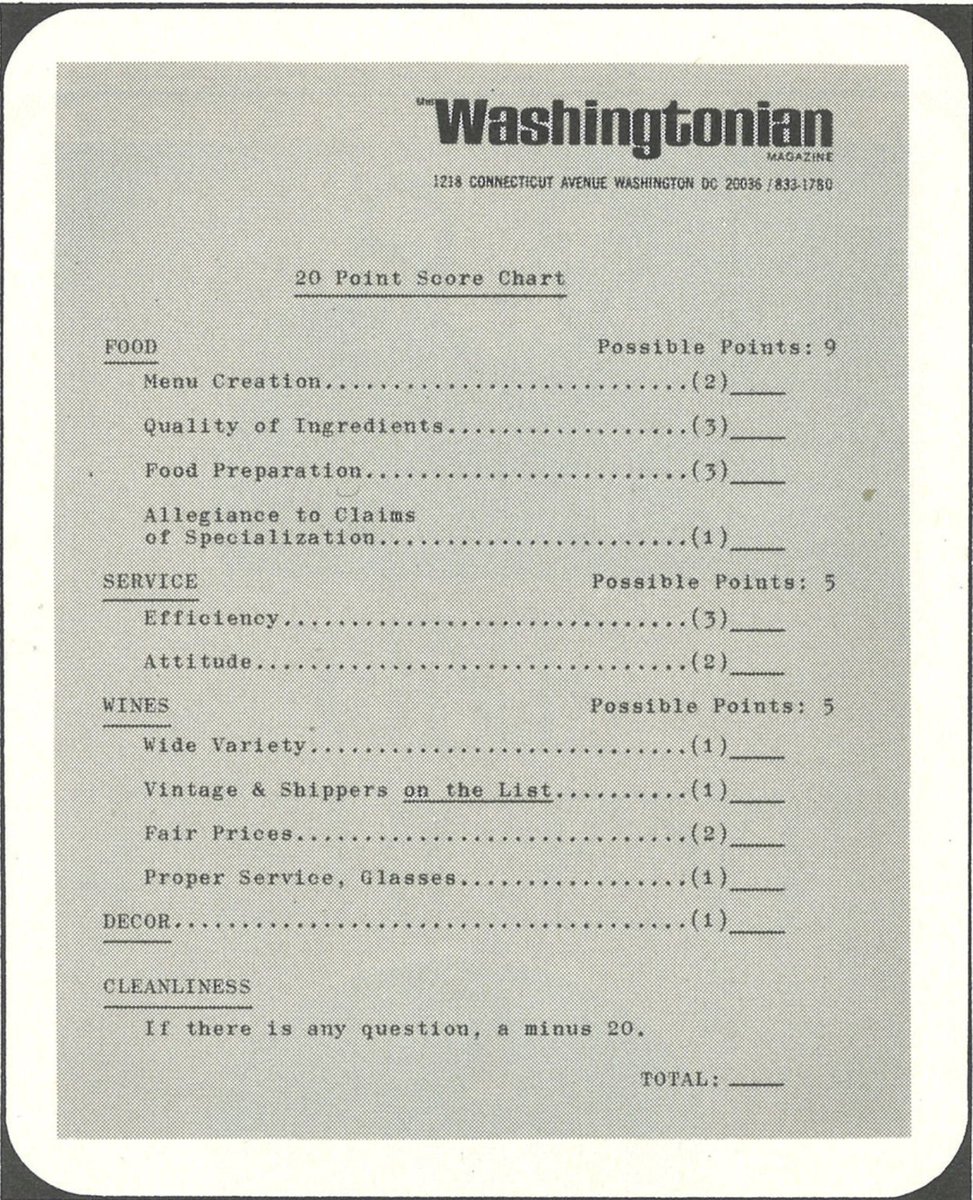 The Washingtonian
MAGAZINE
1218 CONNECTICUT AVENUE WASHINGTON DC 20036 / 833-1780
20 Point Score Chart
FOOD Possible Points: 9
Menu Creation...........................(2)____
Quality of Ingredients..................(3)____
Food Preparation........................(3)____
Allegiance to Claims
of Specialization.......................(1)____
SERVICE Possible Points: 5
Efficiency..............................(3)____
Attitude................................(2)____
WINES Possible Points: 5
Wide Variety............................(1)____
Vintage & Shippers on the List..........(1)____
Fair Prices.............................(2)____
Proper Service, Glasses.................(1)____
DECOR......................................(1)____
CLEANLINESS
If there is any question, a minus 20.
TOTAL: ____